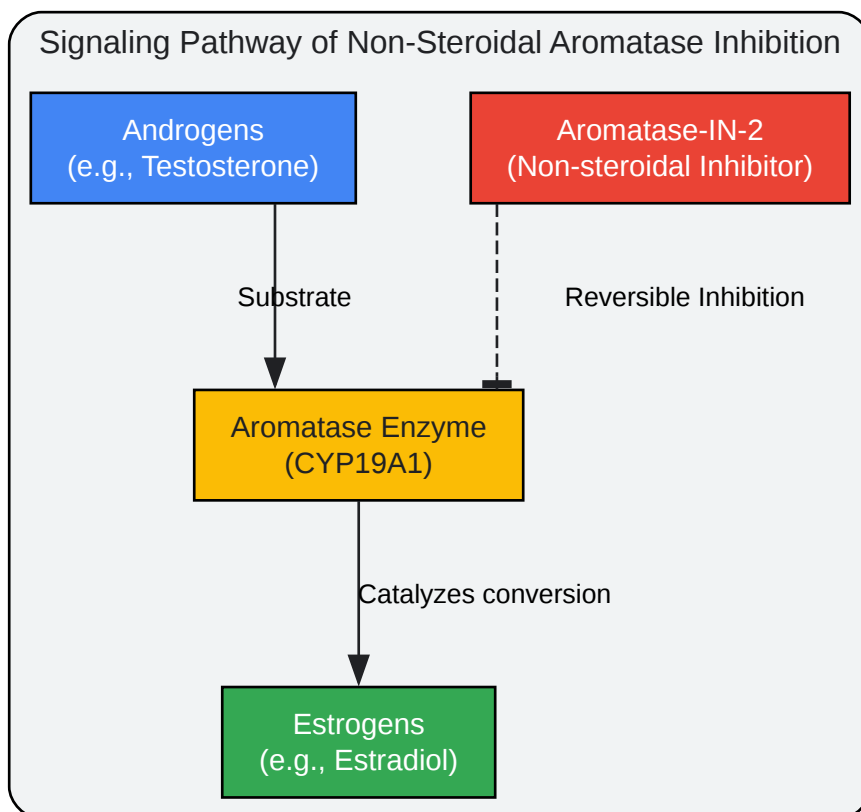 Signaling Pathway of Non-Steroidal Aromatase Inhibition
Androgens
(e.g., Testosterone)
Aromatase-IN-2
(Non-steroidal Inhibitor)
Substrate
Reversible Inhibition
Aromatase Enzyme
(CYP19A1)
Catalyzes conversion
Estrogens
(e.g., Estradiol)